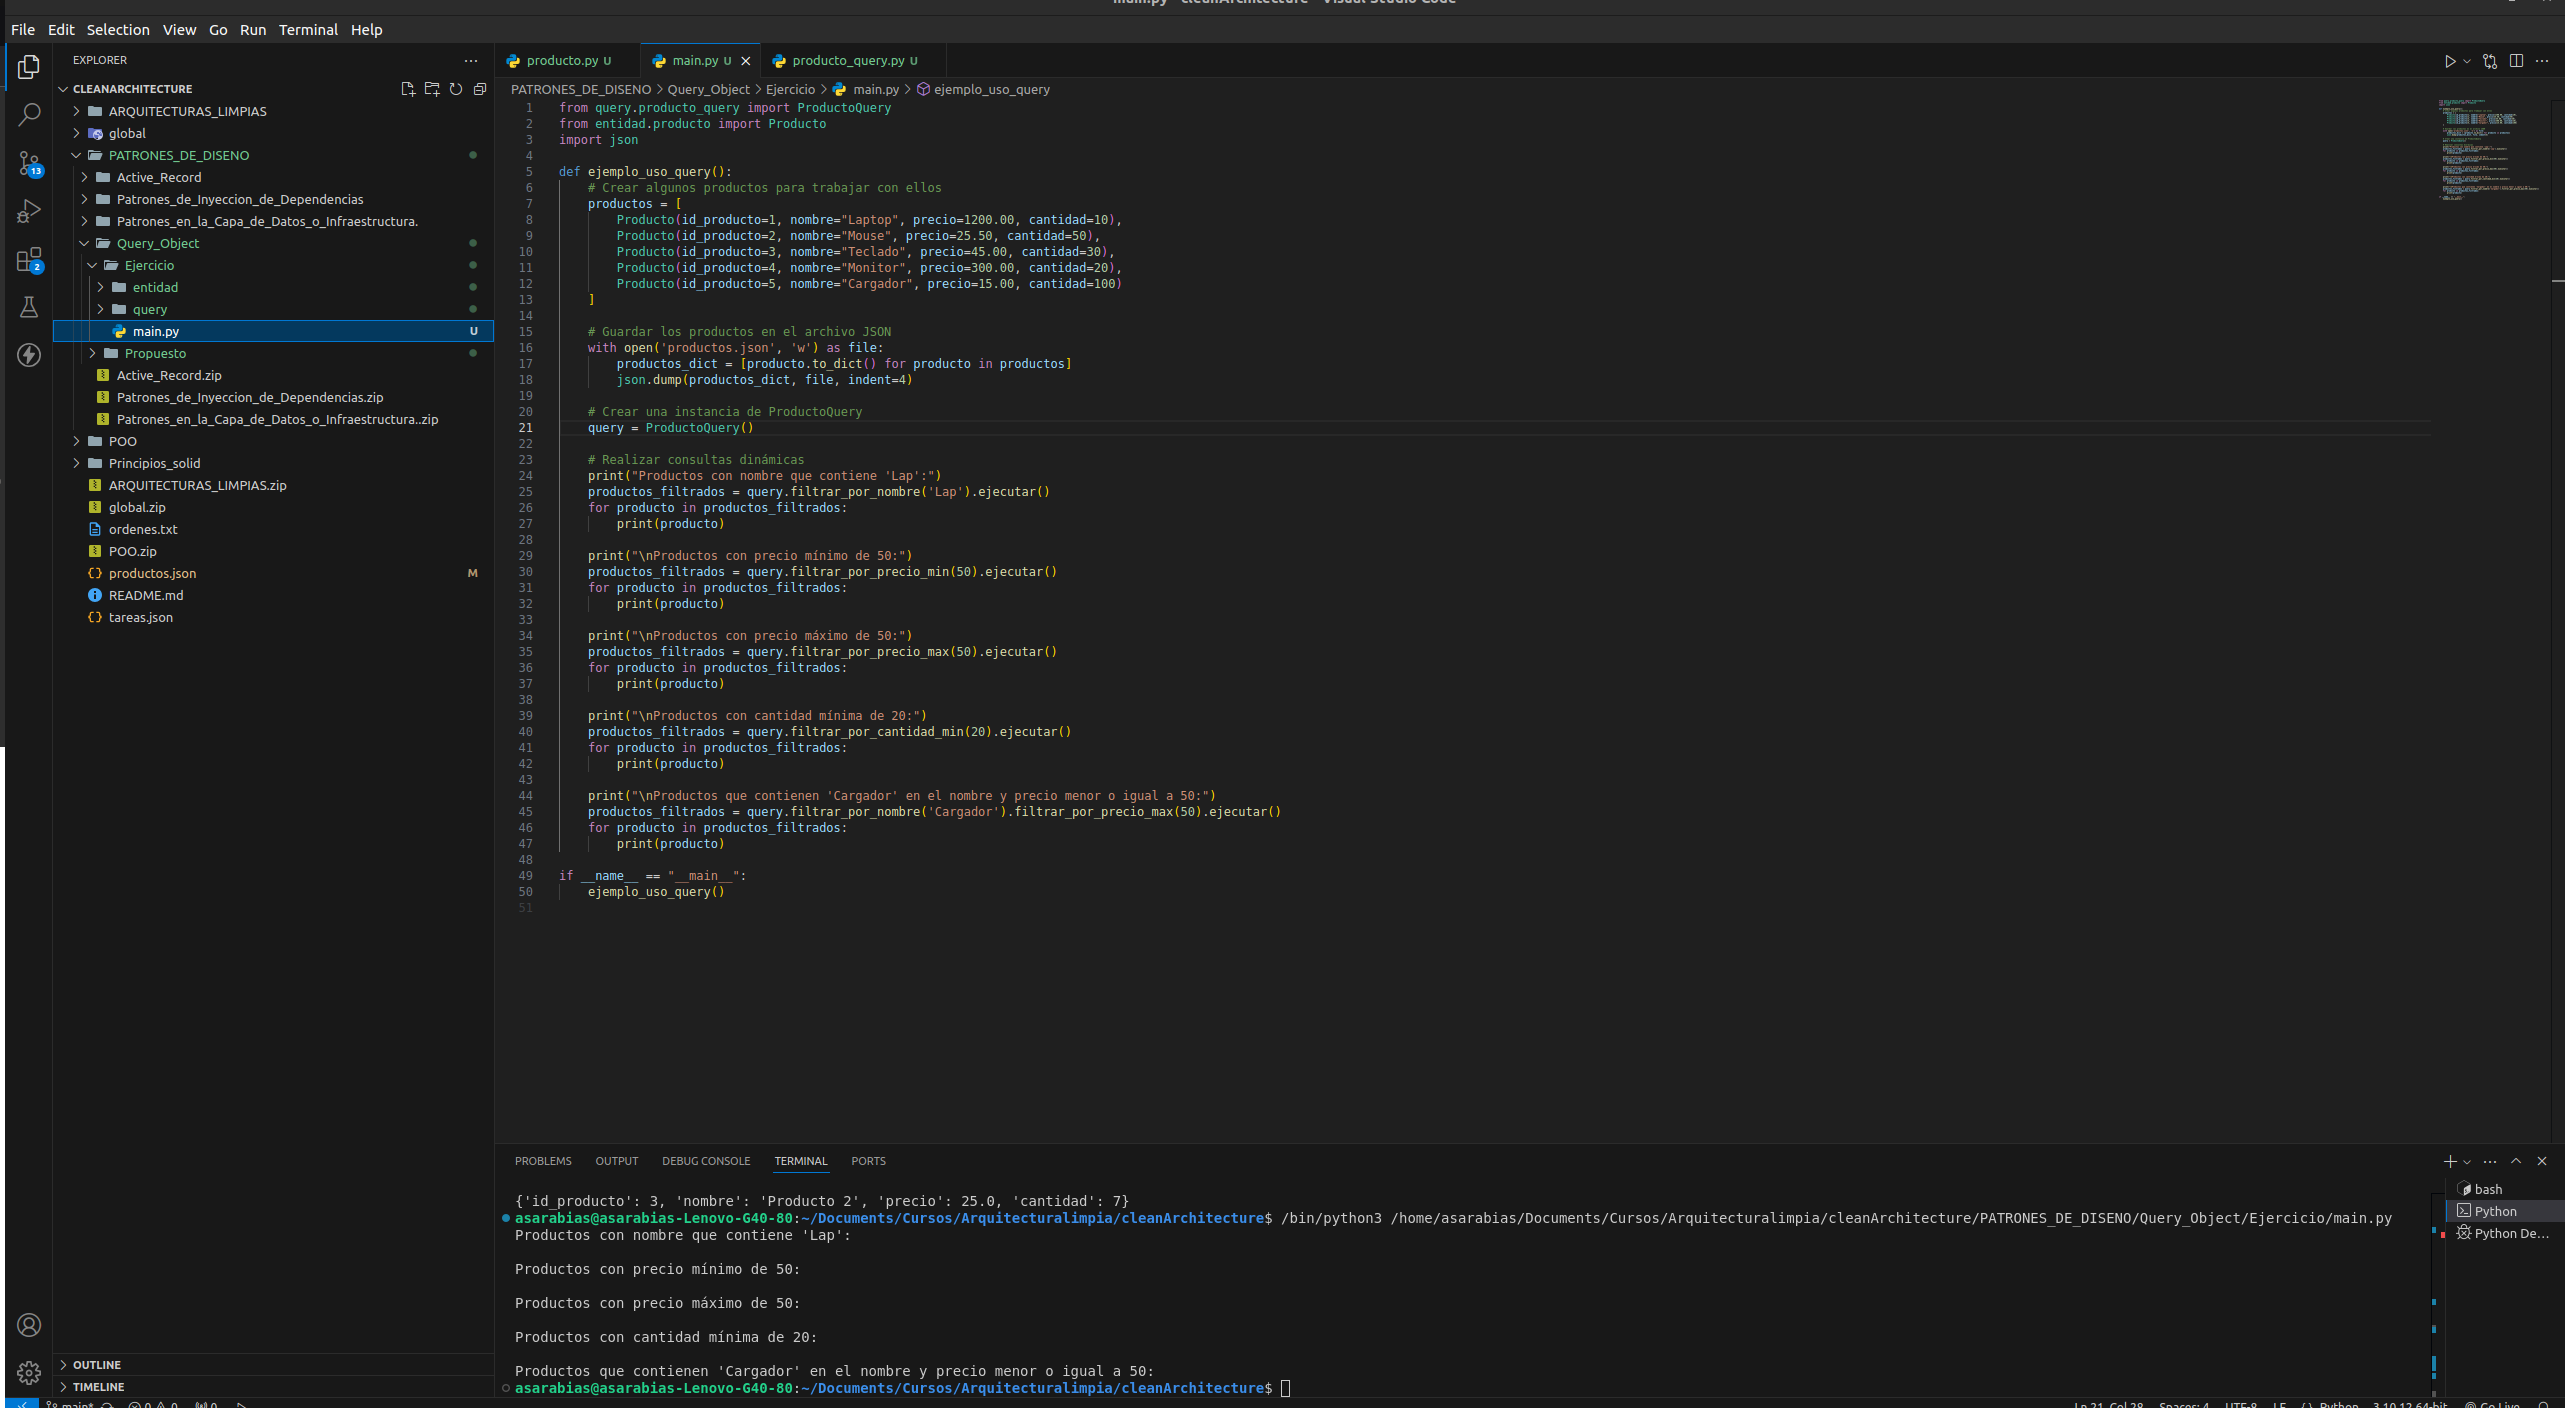 main.py - cleanArchitecture - Visual Studio Code
File Edit Selection View Go Run Terminal Help
EXPLORER
CLEANARCHITECTURE
ARQUITECTURAS_LIMPIAS
global
PATRONES_DE_DISENO
Active_Record
Patrones_de_Inyeccion_de_Dependencias
Patrones_en_la_Capa_de_Datos_o_Infraestructura.
Query_Object
Ejercicio
entidad
query
main.py U
Propuesto
Active_Record.zip
Patrones_de_Inyeccion_de_Dependencias.zip
Patrones_en_la_Capa_de_Datos_o_Infraestructura..zip
POO
Principios_solid
ARQUITECTURAS_LIMPIAS.zip
global.zip
ordenes.txt
POO.zip
productos.json M
README.md
tareas.json
OUTLINE
TIMELINE
13
2
producto.py U main.py U producto_query.py U
PATRONES_DE_DISENO > Query_Object > Ejercicio > main.py > ejemplo_uso_query
1 from query.producto_query import ProductoQuery
2 from entidad.producto import Producto
3 import json
4
5 def ejemplo_uso_query():
6 # Crear algunos productos para trabajar con ellos
7 productos = [
8 Producto(id_producto=1, nombre="Laptop", precio=1200.00, cantidad=10),
9 Producto(id_producto=2, nombre="Mouse", precio=25.50, cantidad=50),
10 Producto(id_producto=3, nombre="Teclado", precio=45.00, cantidad=30),
11 Producto(id_producto=4, nombre="Monitor", precio=300.00, cantidad=20),
12 Producto(id_producto=5, nombre="Cargador", precio=15.00, cantidad=100)
13 ]
14
15 # Guardar los productos en el archivo JSON
16 with open('productos.json', 'w') as file:
17 productos_dict = [producto.to_dict() for producto in productos]
18 json.dump(productos_dict, file, indent=4)
19
20 # Crear una instancia de ProductoQuery
21 query = ProductoQuery()
22
23 # Realizar consultas dinámicas
24 print("Productos con nombre que contiene 'Lap':")
25 productos_filtrados = query.filtrar_por_nombre('Lap').ejecutar()
26 for producto in productos_filtrados:
27 print(producto)
28
29 print("\nProductos con precio mínimo de 50:")
30 productos_filtrados = query.filtrar_por_precio_min(50).ejecutar()
31 for producto in productos_filtrados:
32 print(producto)
33
34 print("\nProductos con precio máximo de 50:")
35 productos_filtrados = query.filtrar_por_precio_max(50).ejecutar()
36 for producto in productos_filtrados:
37 print(producto)
38
39 print("\nProductos con cantidad mínima de 20:")
40 productos_filtrados = query.filtrar_por_cantidad_min(20).ejecutar()
41 for producto in productos_filtrados:
42 print(producto)
43
44 print("\nProductos que contienen 'Cargador' en el nombre y precio menor o igual a 50:")
45 productos_filtrados = query.filtrar_por_nombre('Cargador').filtrar_por_precio_max(50).ejecutar()
46 for producto in productos_filtrados:
47 print(producto)
48
49 if __name__ == "__main__":
50 ejemplo_uso_query()
51
PROBLEMS OUTPUT DEBUG CONSOLE TERMINAL PORTS
{'id_producto': 3, 'nombre': 'Producto 2', 'precio': 25.0, 'cantidad': 7}
asarabias@asarabias-Lenovo-G40-80:~/Documents/Cursos/Arquitecturalimpia/cleanArchitecture$ /bin/python3 /home/asarabias/Documents/Cursos/Arquitecturalimpia/cleanArchitecture/PATRONES_DE_DISENO/Query_Object/Ejercicio/main.py
Productos con nombre que contiene 'Lap':
Productos con precio mínimo de 50:
Productos con precio máximo de 50:
Productos con cantidad mínima de 20:
Productos que contienen 'Cargador' en el nombre y precio menor o igual a 50:
asarabias@asarabias-Lenovo-G40-80:~/Documents/Cursos/Arquitecturalimpia/cleanArchitecture$
bash
Python
Python De...
main* 0 0 0 Ln 21, Col 28 Spaces: 4 UTF-8 LF {} Python 3.10.12 64-bit Go Live